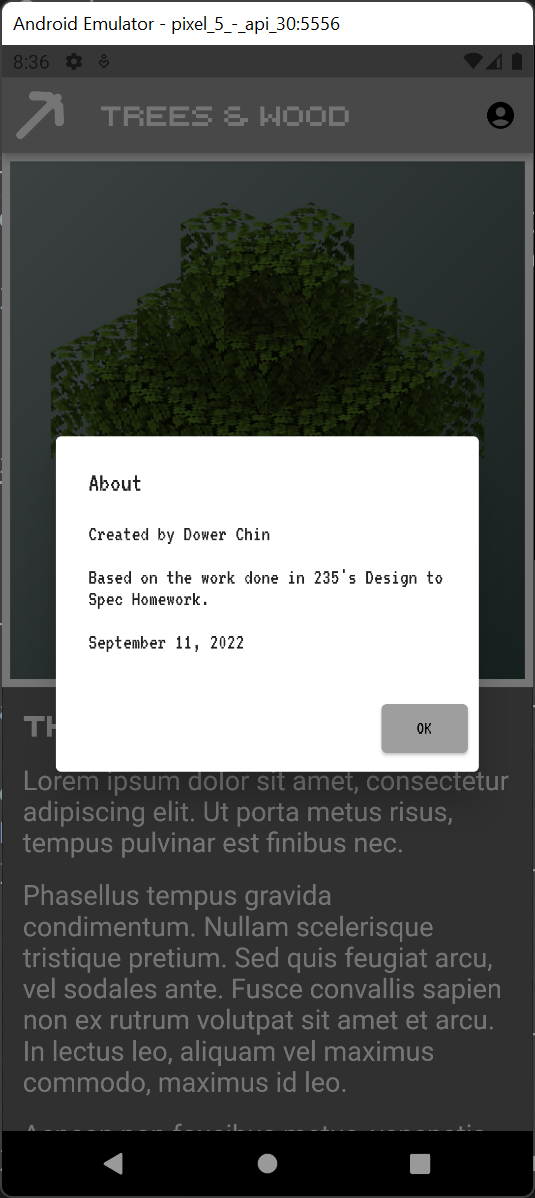 Android Emulator - pixel_5_-_api_30:5556
8:36
TREES & WOOD
About
Created by Dower Chin
Based on the work done in 235's Design to
Spec Homework.
September 11, 2022
OK
Lorem ipsum dolor sit amet, consectetur
adipiscing elit. Ut porta metus risus,
tempus pulvinar est finibus nec.
Phasellus tempus gravida
condimentum. Nullam scelerisque
tristique pretium. Sed quis feugiat arcu,
vel sodales ante. Fusce convallis sapien
non ex rutrum volutpat sit amet et arcu.
In lectus leo, aliquam vel maximus
commodo, maximus id leo.